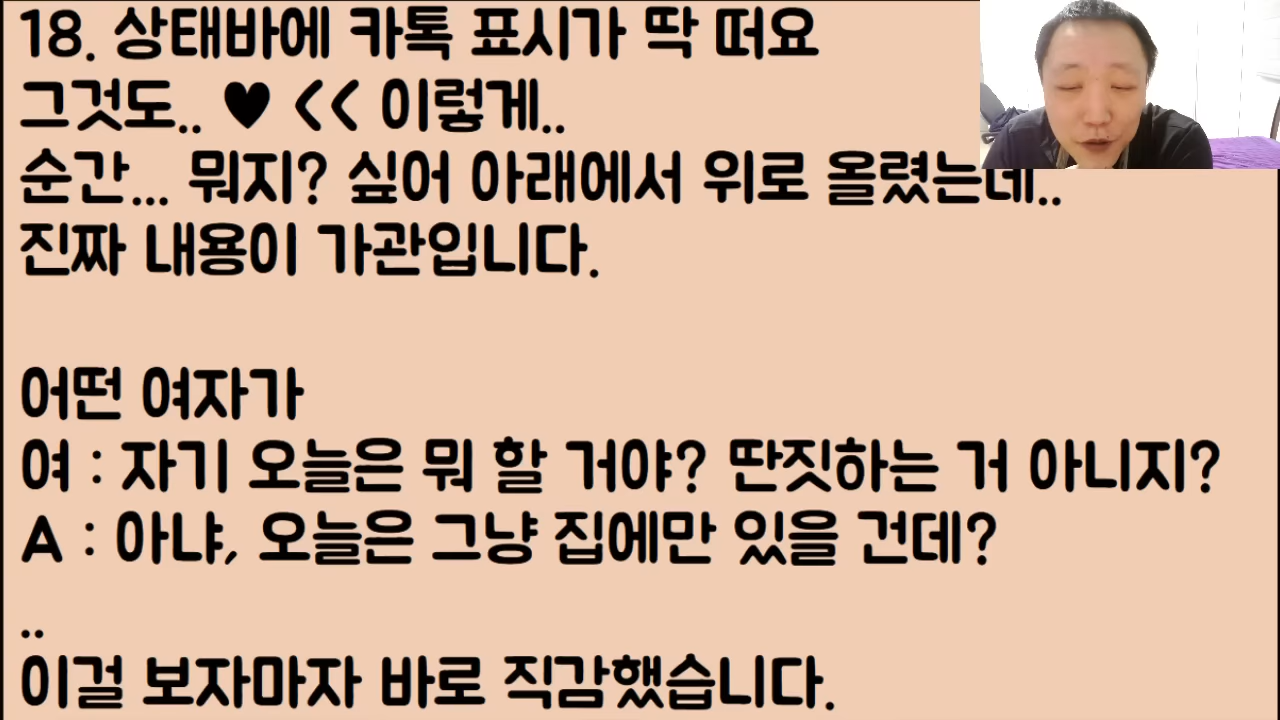 18. 상태바에 카톡 표시가 딱 떠요
그것도.. ♥ << 이렇게..
순간... 뭐지? 싶어 아래에서 위로 올렸는데..
진짜 내용이 가관입니다.
어떤 여자가
여 : 자기 오늘은 뭐 할 거야? 딴짓하는 거 아니지?
A : 아냐, 오늘은 그냥 집에만 있을 건데?
..
이걸 보자마자 바로 직감했습니다.